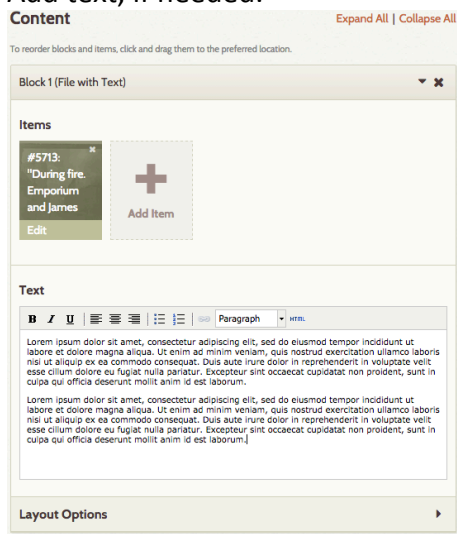 Add text, if needed.
Content
Expand All | Collapse All
To reorder blocks and items, click and drag them to the preferred location.
Block 1 (File with Text)
Items
#5713:
"During fire.
Emporium
and James
Edit
Add Item
Text
B I U Paragraph HTML
Lorem ipsum dolor sit amet, consectetur adipiscing elit, sed do eiusmod tempor incididunt ut
labore et dolore magna aliqua. Ut enim ad minim veniam, quis nostrud exercitation ullamco laboris
nisi ut aliquip ex ea commodo consequat. Duis aute irure dolor in reprehenderit in voluptate velit
esse cillum dolore eu fugiat nulla pariatur. Excepteur sint occaecat cupidatat non proident, sunt in
culpa qui officia deserunt mollit anim id est laborum.
Lorem ipsum dolor sit amet, consectetur adipiscing elit, sed do eiusmod tempor incididunt ut
labore et dolore magna aliqua. Ut enim ad minim veniam, quis nostrud exercitation ullamco laboris
nisi ut aliquip ex ea commodo consequat. Duis aute irure dolor in reprehenderit in voluptate velit
esse cillum dolore eu fugiat nulla pariatur. Excepteur sint occaecat cupidatat non proident, sunt in
culpa qui officia deserunt mollit anim id est laborum.
Layout Options